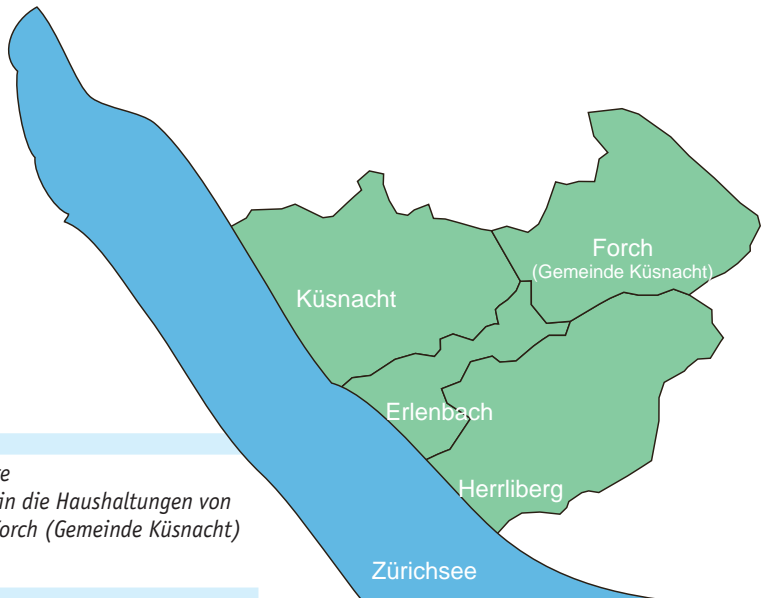 Forch
(Gemeinde Küsnacht)
Küsnacht
Erlenbach
Herrliberg
Zürichsee
in die Haushaltungen von
orch (Gemeinde Küsnacht)